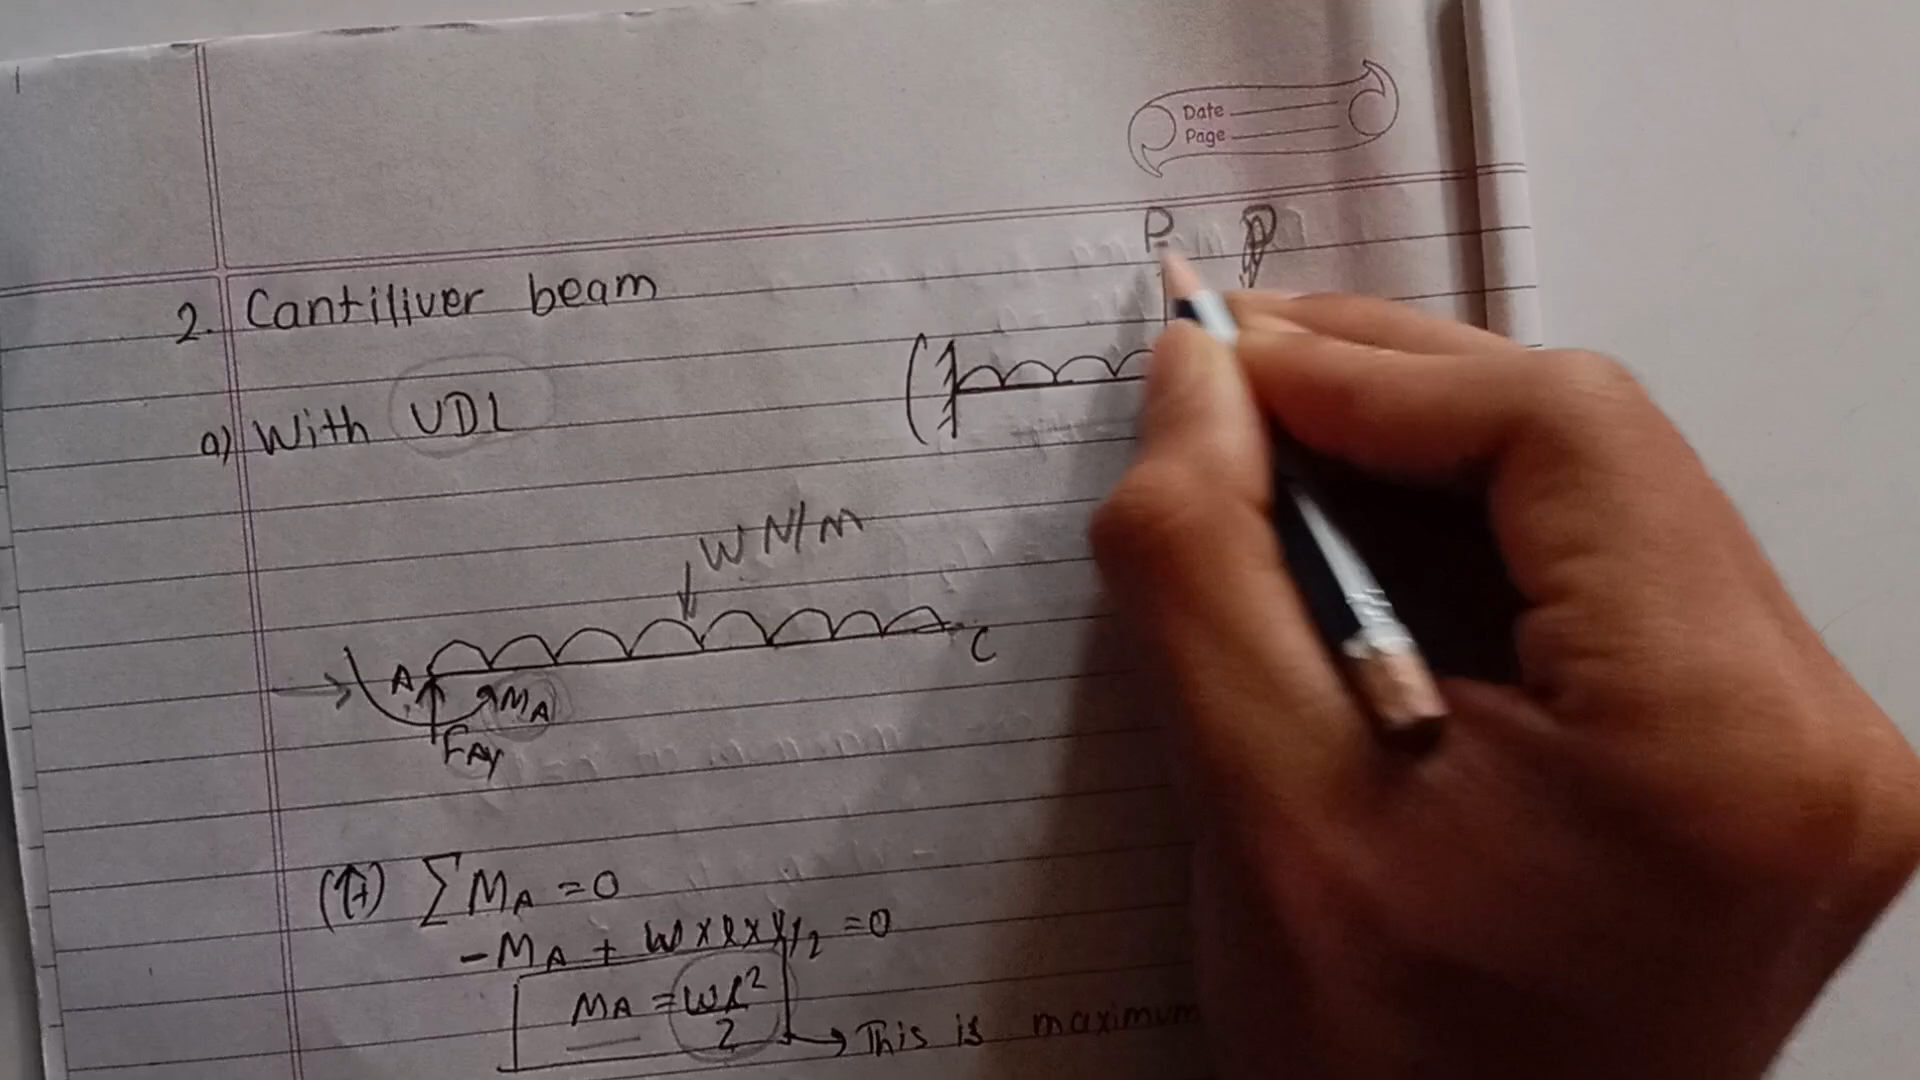 Date
Page
P P
2. Cantiliver beam
a) With UDL
W N/m
A C
MA
FAy
(+) ∑MA = 0
-MA + W x l x l/2 = 0
MA = wl²/2
This is maximum